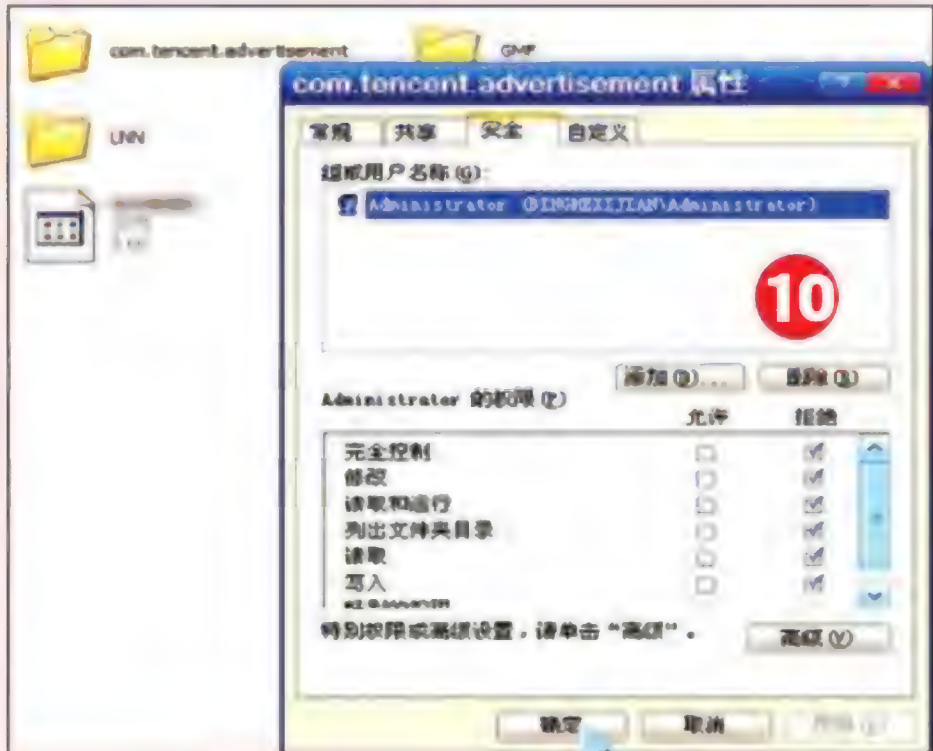 com.tencent.advertisement
GMF
LNN
com.tencent.advertisement 属性
常规 共享 安全 自定义
组或用户名称(G):
Administrator (BINGHEXIJIAN\Administrator)
10
添加(D)... 删除(R)
Administrator 的权限(P)
允许 拒绝
完全控制
修改
读取和运行
列出文件夹目录
读取
写入
特别权限或高级设置，请单击“高级”。
高级(V)
确定 取消